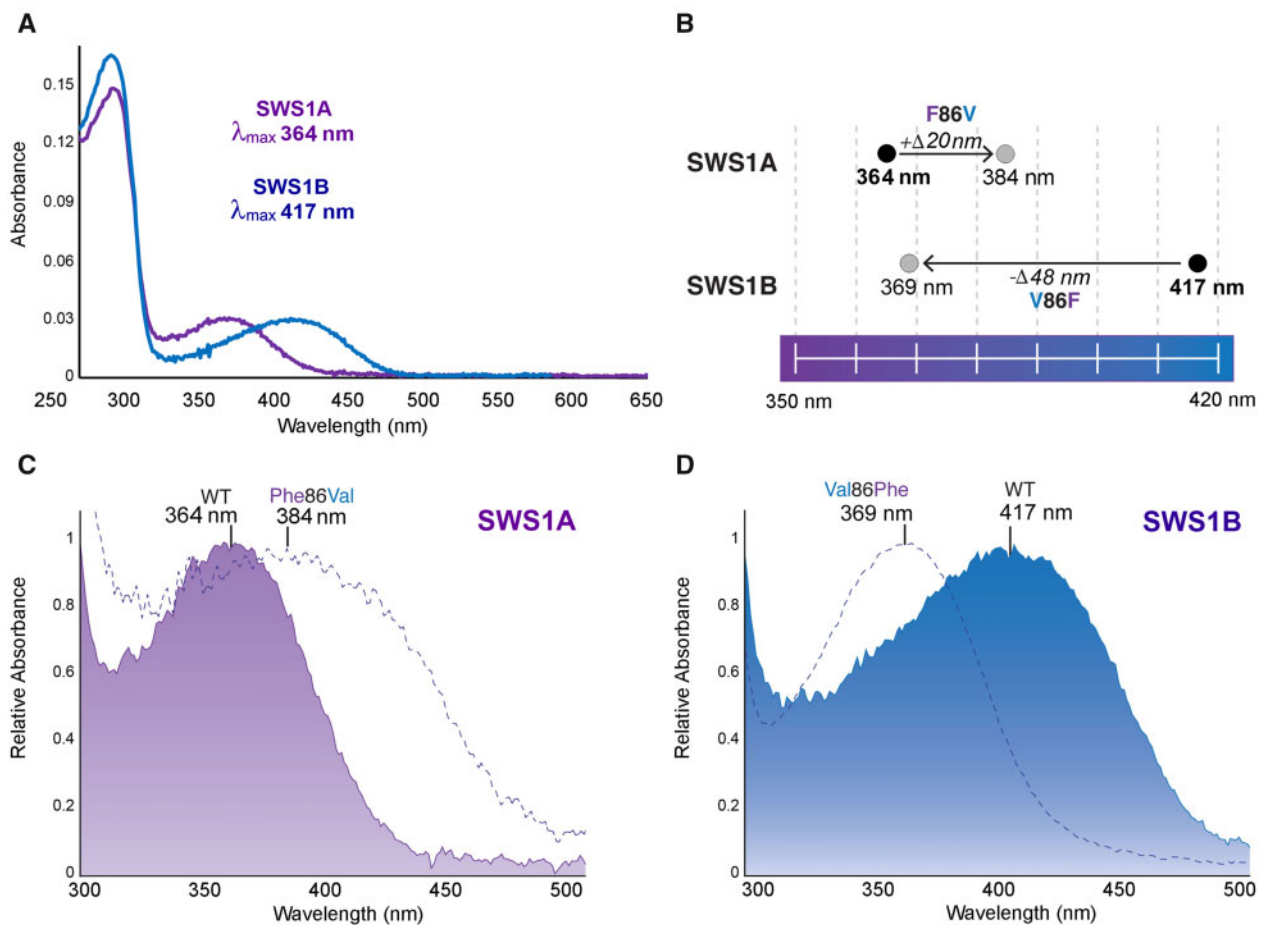 A
0.15
0.12
0.09
0.06
0.03
0
Absorbance
250 300 350 400 450 500 550 600 650
Wavelength (nm)
SWS1A
λmax 364 nm
SWS1B
λmax 417 nm
B
F86V
+Δ20nm
SWS1A
364 nm
384 nm
SWS1B
369 nm
-Δ48 nm
417 nm
V86F
350 nm
420 nm
C
WT
364 nm
Phe86Val
384 nm
SWS1A
1
0.8
0.6
0.4
0.2
0
Relative Absorbance
300 350 400 450 500
Wavelength (nm)
D
Val86Phe
369 nm
WT
417 nm
SWS1B
1
0.8
0.6
0.4
0.2
0
Relative Absorbance
300 350 400 450 500
Wavelength (nm)